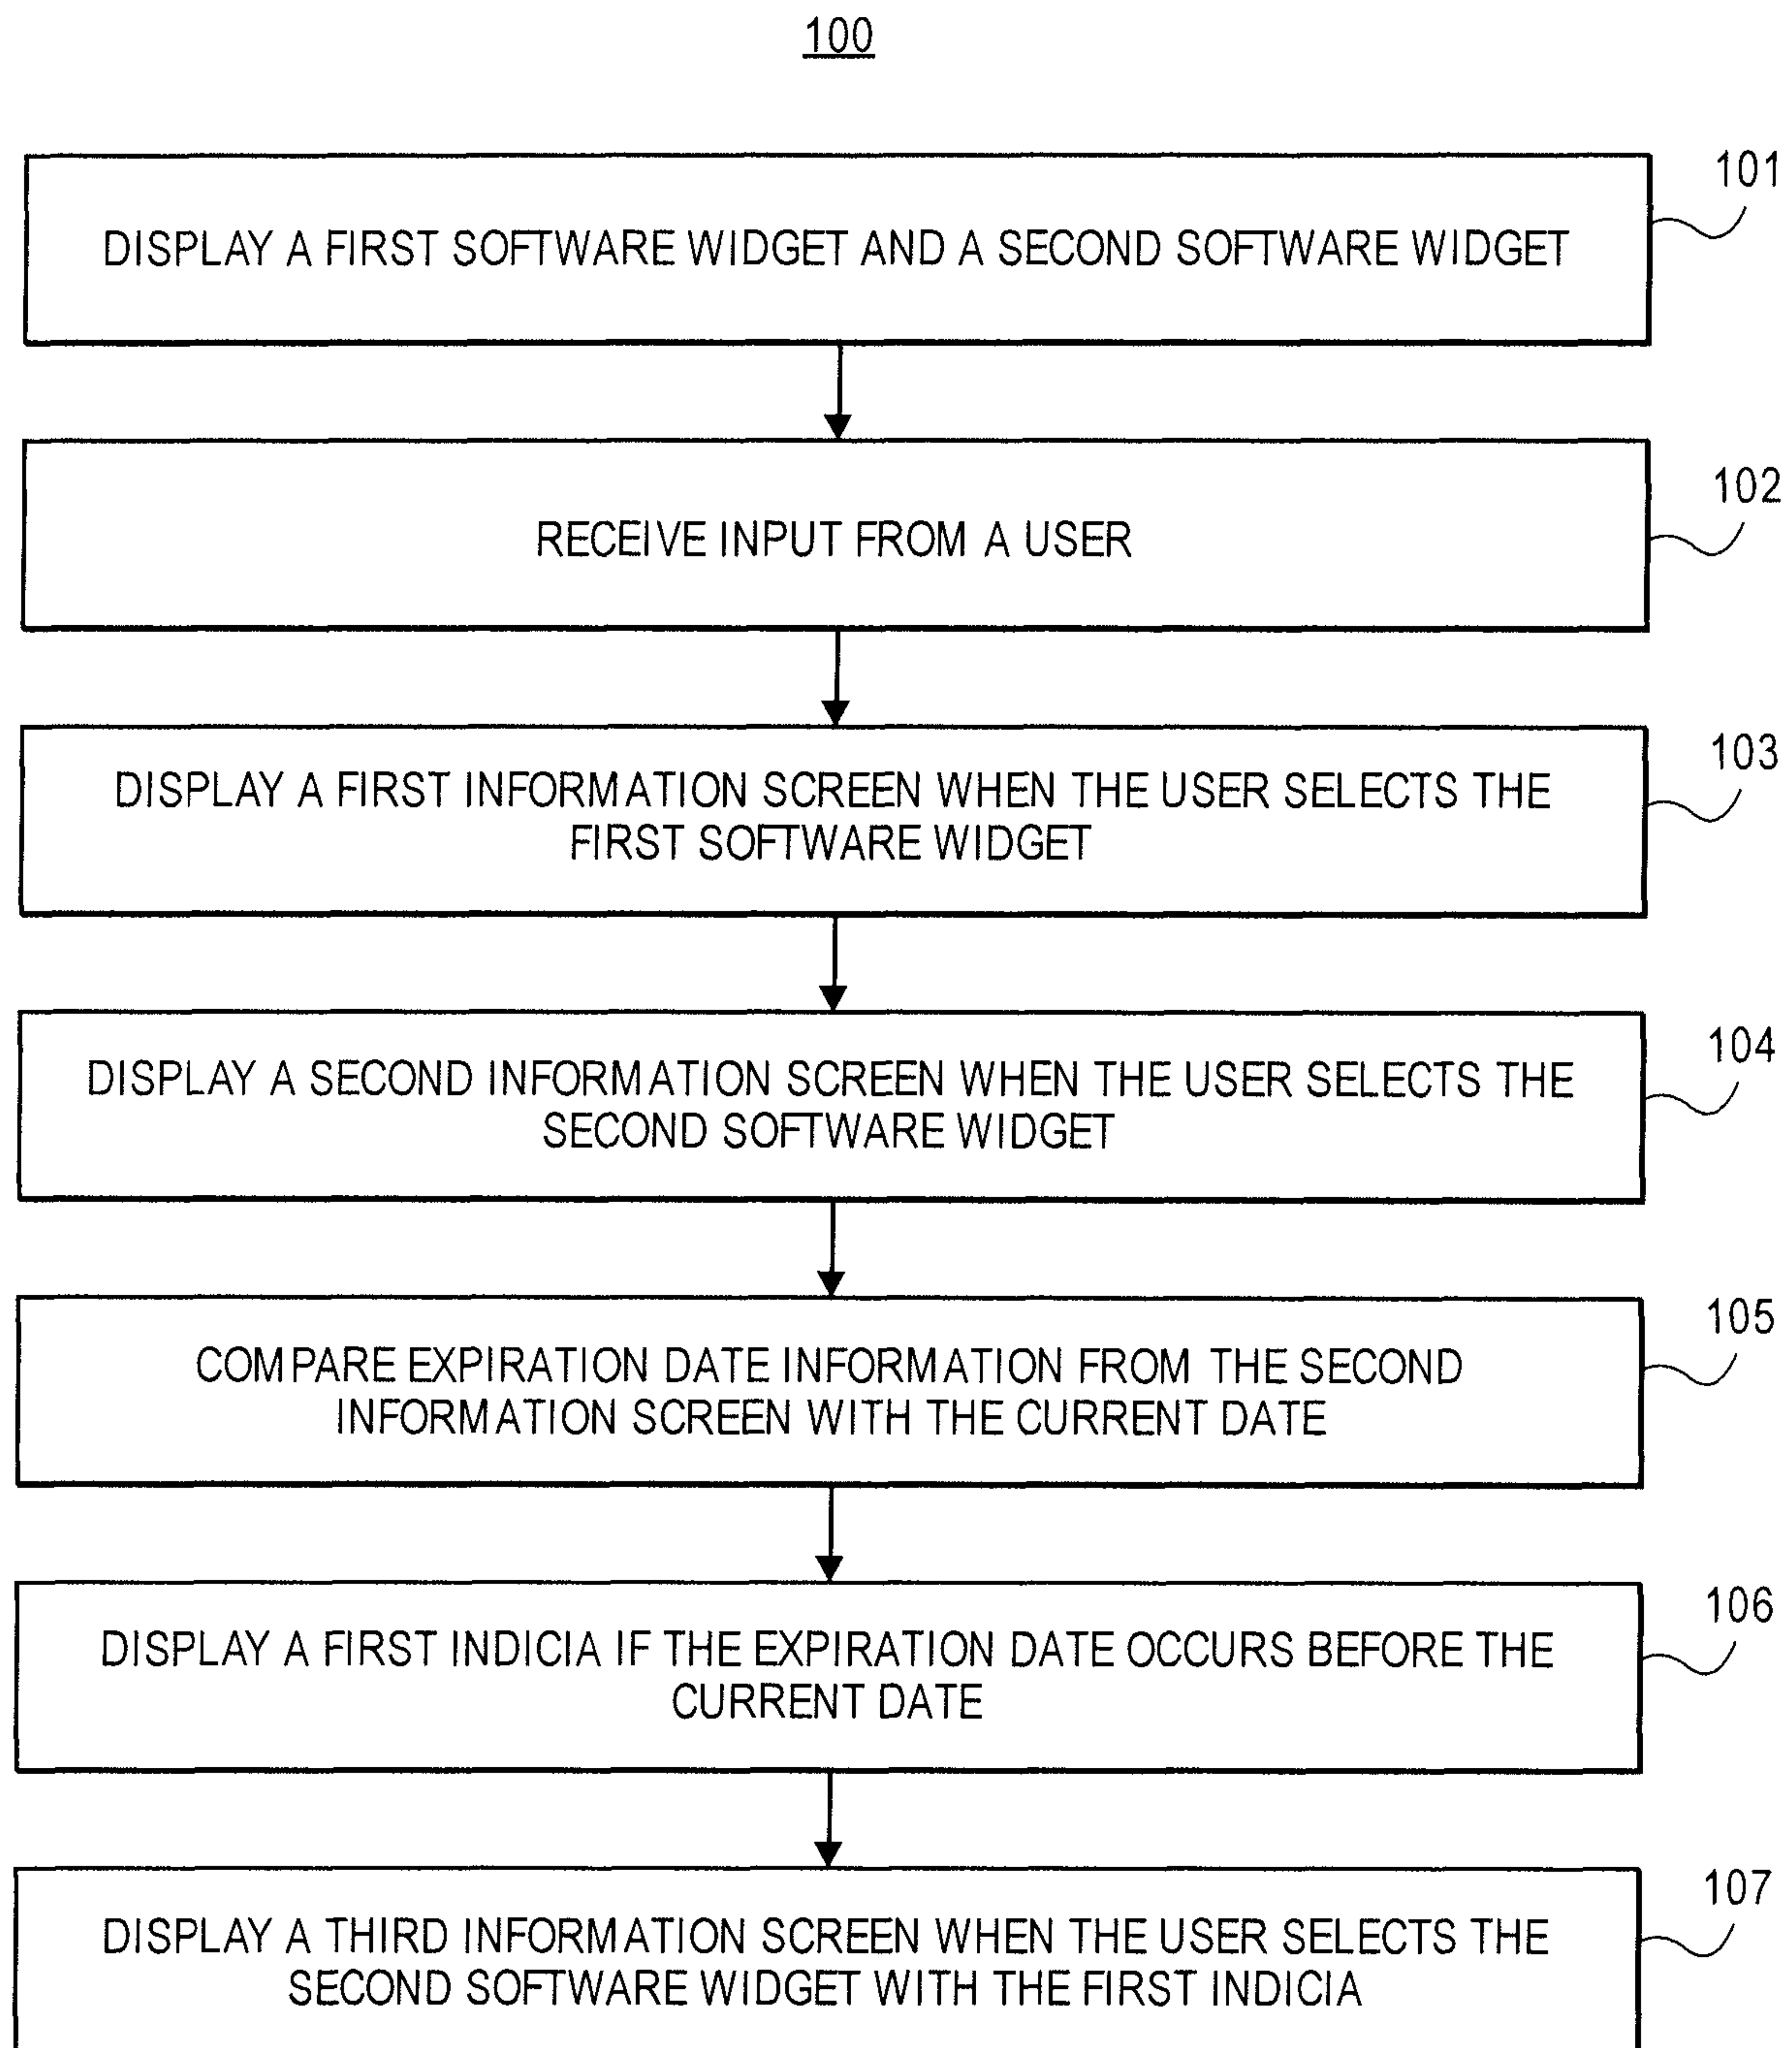 100
101
DISPLAY A FIRST SOFTWARE WIDGET AND A SECOND SOFTWARE WIDGET
102
RECEIVE INPUT FROM A USER
103
DISPLAY A FIRST INFORMATION SCREEN WHEN THE USER SELECTS THE
FIRST SOFTWARE WIDGET
104
DISPLAY A SECOND INFORMATION SCREEN WHEN THE USER SELECTS THE
SECOND SOFTWARE WIDGET
105
COMPARE EXPIRATION DATE INFORMATION FROM THE SECOND
INFORMATION SCREEN WITH THE CURRENT DATE
106
DISPLAY A FIRST INDICIA IF THE EXPIRATION DATE OCCURS BEFORE THE
CURRENT DATE
107
DISPLAY A THIRD INFORMATION SCREEN WHEN THE USER SELECTS THE
SECOND SOFTWARE WIDGET WITH THE FIRST INDICIA